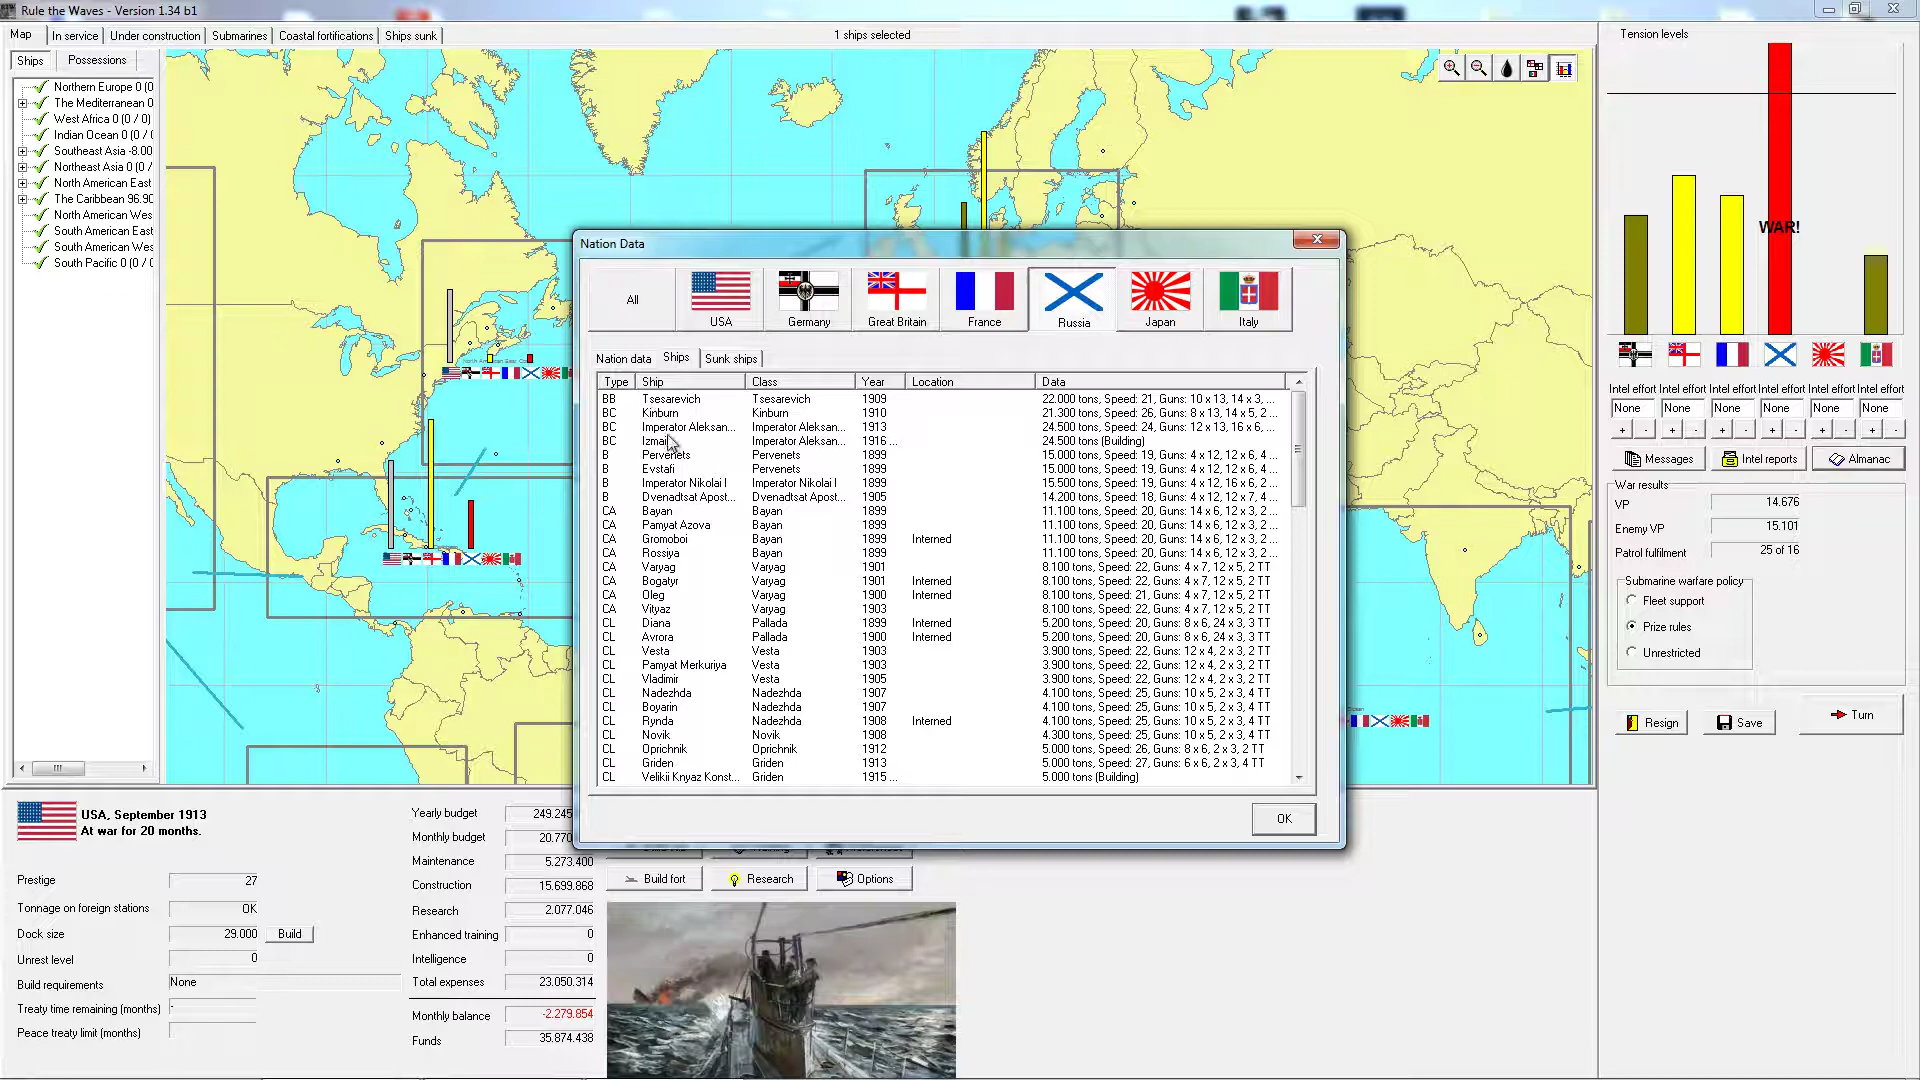 Rule the Waves - Version 1.34 b1
Map In service Under construction Submarines Coastal fortifications Ships sunk
1 ships selected
Ships Possessions
Northern Europe 0 (0
The Mediterranean 0
West Africa 0 (0 / 0)
Indian Ocean 0 (0 / (
Southeast Asia -8.00
Northeast Asia 0 (0 /
North American East
The Caribbean 96.90
North American Wes
South American East
South American Wes
South Pacific 0 (0 / (
Tension levels
WAR!
Intel effort Intel effort Intel effort Intel effort Intel effort Intel effort
None None None None None None
+ - + - + - + - + - + -
Messages Intel reports Almanac
War results
VP 14.676
Enemy VP 15.101
Patrol fulfilment 25 of 16
Submarine warfare policy
Fleet support
Prize rules
Unrestricted
Resign Save Turn
Nation Data
All USA Germany Great Britain France Russia Japan Italy
Nation data Ships Sunk ships
Type Ship Class Year Location Data
BB Tsesarevich Tsesarevich 1909 22.000 tons, Speed: 21, Guns: 10 x 13, 14 x 3, ...
BC Kinburn Kinburn 1910 21.300 tons, Speed: 26, Guns: 8 x 13, 14 x 5, 2 ...
BC Imperator Aleksan... Imperator Aleksan... 1913 24.500 tons, Speed: 24, Guns: 12 x 13, 16 x 6, ...
BC Izmail Imperator Aleksan... 1916 ... 24.500 tons (Building)
B Pervenets Pervenets 1899 15.000 tons, Speed: 19, Guns: 4 x 12, 12 x 6, 4 ...
B Evstafi Pervenets 1899 15.000 tons, Speed: 19, Guns: 4 x 12, 12 x 6, 4 ...
B Imperator Nikolai I Imperator Nikolai I 1899 15.500 tons, Speed: 19, Guns: 4 x 12, 16 x 6, 2 ...
B Dvenadtsat Apost... Dvenadtsat Apost... 1905 14.200 tons, Speed: 18, Guns: 4 x 12, 12 x 7, 4 ...
CA Bayan Bayan 1899 11.100 tons, Speed: 20, Guns: 14 x 6, 12 x 3, 2 ...
CA Pamyat Azova Bayan 1899 11.100 tons, Speed: 20, Guns: 14 x 6, 12 x 3, 2 ...
CA Gromoboi Bayan 1899 Interned 11.100 tons, Speed: 20, Guns: 14 x 6, 12 x 3, 2 ...
CA Rossiya Bayan 1899 11.100 tons, Speed: 20, Guns: 14 x 6, 12 x 3, 2 ...
CA Varyag Varyag 1901 8.100 tons, Speed: 22, Guns: 4 x 7, 12 x 5, 2 TT
CA Bogatyr Varyag 1901 Interned 8.100 tons, Speed: 22, Guns: 4 x 7, 12 x 5, 2 TT
CA Oleg Varyag 1900 Interned 8.100 tons, Speed: 21, Guns: 4 x 7, 12 x 5, 2 TT
CA Vityaz Varyag 1903 8.100 tons, Speed: 22, Guns: 4 x 7, 12 x 5, 2 TT
CL Diana Pallada 1899 Interned 5.200 tons, Speed: 20, Guns: 8 x 6, 24 x 3, 3 TT
CL Avrora Pallada 1900 Interned 5.200 tons, Speed: 20, Guns: 8 x 6, 24 x 3, 3 TT
CL Vesta Vesta 1903 3.900 tons, Speed: 22, Guns: 12 x 4, 2 x 3, 2 TT
CL Pamyat Merkuriya Vesta 1903 3.900 tons, Speed: 22, Guns: 12 x 4, 2 x 3, 2 TT
CL Vladimir Vesta 1905 3.900 tons, Speed: 22, Guns: 12 x 4, 2 x 3, 2 TT
CL Nadezhda Nadezhda 1907 4.100 tons, Speed: 25, Guns: 10 x 5, 2 x 3, 4 TT
CL Boyarin Nadezhda 1907 4.100 tons, Speed: 25, Guns: 10 x 5, 2 x 3, 4 TT
CL Rynda Nadezhda 1908 Interned 4.100 tons, Speed: 25, Guns: 10 x 5, 2 x 3, 4 TT
CL Novik Novik 1908 4.300 tons, Speed: 25, Guns: 10 x 5, 2 x 3, 4 TT
CL Oprichnik Oprichnik 1912 5.000 tons, Speed: 26, Guns: 8 x 6, 2 x 3, 2 TT
CL Griden Griden 1913 5.000 tons, Speed: 27, Guns: 6 x 6, 2 x 3, 4 TT
CL Velikii Knyaz Konst... Griden 1915 ... 5.000 tons (Building)
OK
USA, September 1913
At war for 20 months.
Prestige 27
Tonnage on foreign stations OK
Dock size 29.000 Build
Unrest level 0
Build requirements None
Treaty time remaining (months) -
Peace treaty limit (months)
Yearly budget 249.245
Monthly budget 20.770
Maintenance 5.273.400
Construction 15.699.868
Research 2.077.046
Enhanced training 0
Intelligence 0
Total expenses 23.050.314
Monthly balance -2.279.854
Funds 35.874.438
Build fort Research Options